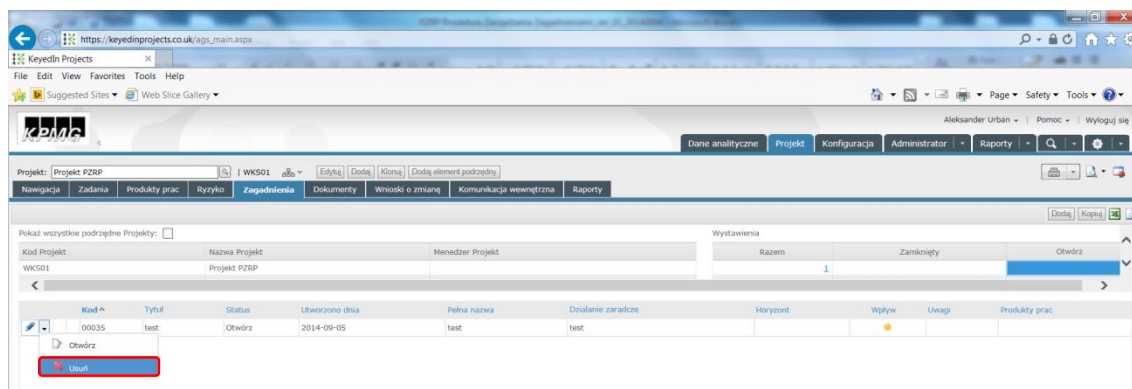 https://keyedinprojects.co.uk/ags_main.aspx
KeyedIn Projects
File Edit View Favorites Tools Help
Suggested Sites Web Slice Gallery Page Safety Tools
KPMG
Aleksander Urban | Pomoc | Wyloguj się
Dane analityczne Projekt Konfiguracja Administrator Raporty
Projekt: Projekt PZRP | WKS01 Edytuj Dodaj Klonuj Dodaj element podrzędny
Nawigacja Zadania Produkty prac Ryzyko Zagadnienia Dokumenty Wnioski o zmianę Komunikacja wewnętrzna Raporty
Dodaj Kopiuj
Pokaż wszystkie podrzędne Projekty: Wystawienia
Kod Projekt Nazwa Projekt Menedżer Projekt Razem Zamknięty Otwórz
WKS01 Projekt PZRP 1
Kod Tytuł Status Utworzono dnia Pełna nazwa Działanie zaradcze Horyzont Wpływ Uwagi Produkty prac
00035 test Otwórz 2014-09-05 test test
Otwórz
Usuń